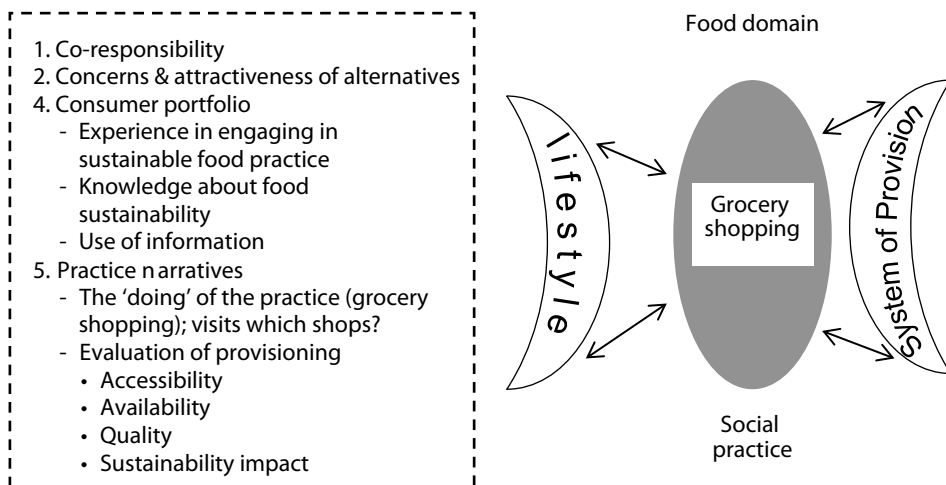 1. Co-responsibility
2. Concerns & attractiveness of alternatives
4. Consumer portfolio
- Experience in engaging in
sustainable food practice
- Knowledge about food
sustainability
- Use of information
5. Practice narratives
- The ‘doing’ of the practice (grocery
shopping); visits which shops?
- Evaluation of provisioning
• Accessibility
• Availability
• Quality
• Sustainability impact
Food domain
lifestyle
Grocery
shopping
System of Provision
Social
practice